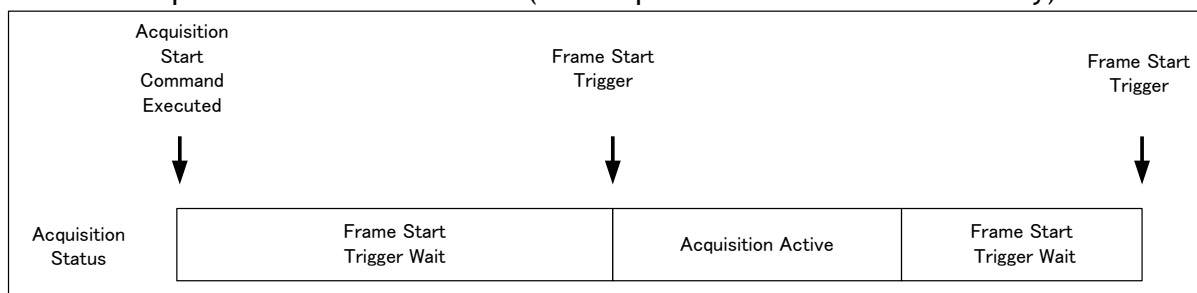 Acquisition
Start
Command
Executed
Frame Start
Trigger
Frame Start
Trigger
Acquisition
Status
Frame Start
Trigger Wait
Acquisition Active
Frame Start
Trigger Wait